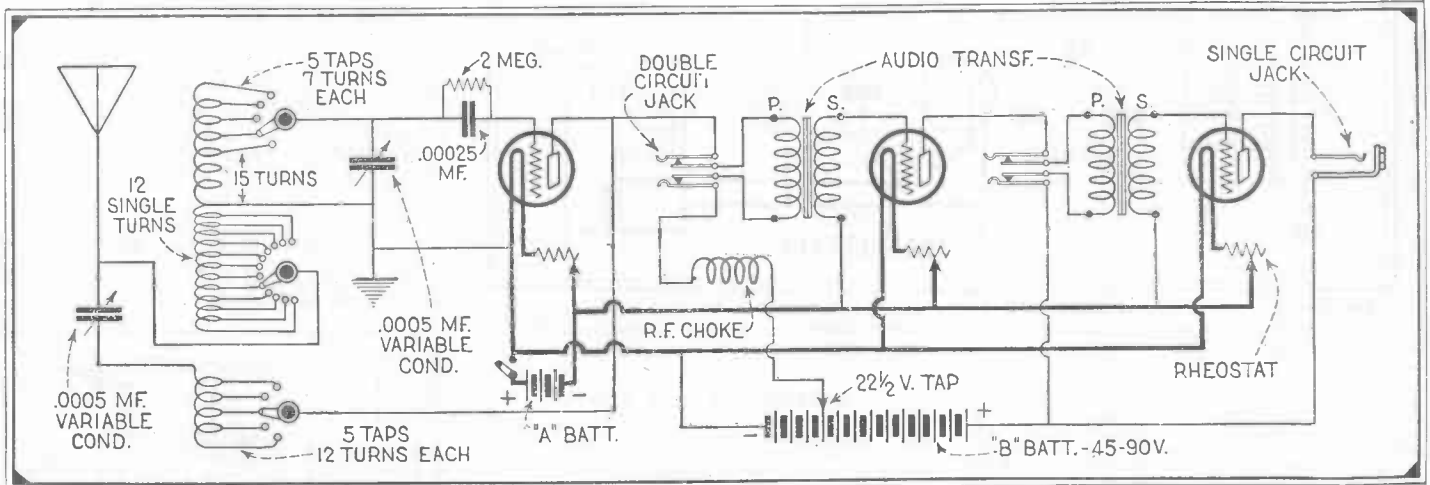 5 TAPS
7 TURNS
EACH
2 MEG.
DOUBLE
CIRCUIT
JACK
AUDIO TRANSF.
SINGLE CIRCUIT
JACK
P. S.
P. S.
.00025
MF.
15 TURNS
12
SINGLE
TURNS
.0005 MF.
VARIABLE
COND.
R.F. CHOKE
RHEOSTAT
.0005 MF.
VARIABLE
COND.
+ -
"A" BATT.
22½ V. TAP
- +
"B" BATT.-45-90V.
5 TAPS
12 TURNS EACH